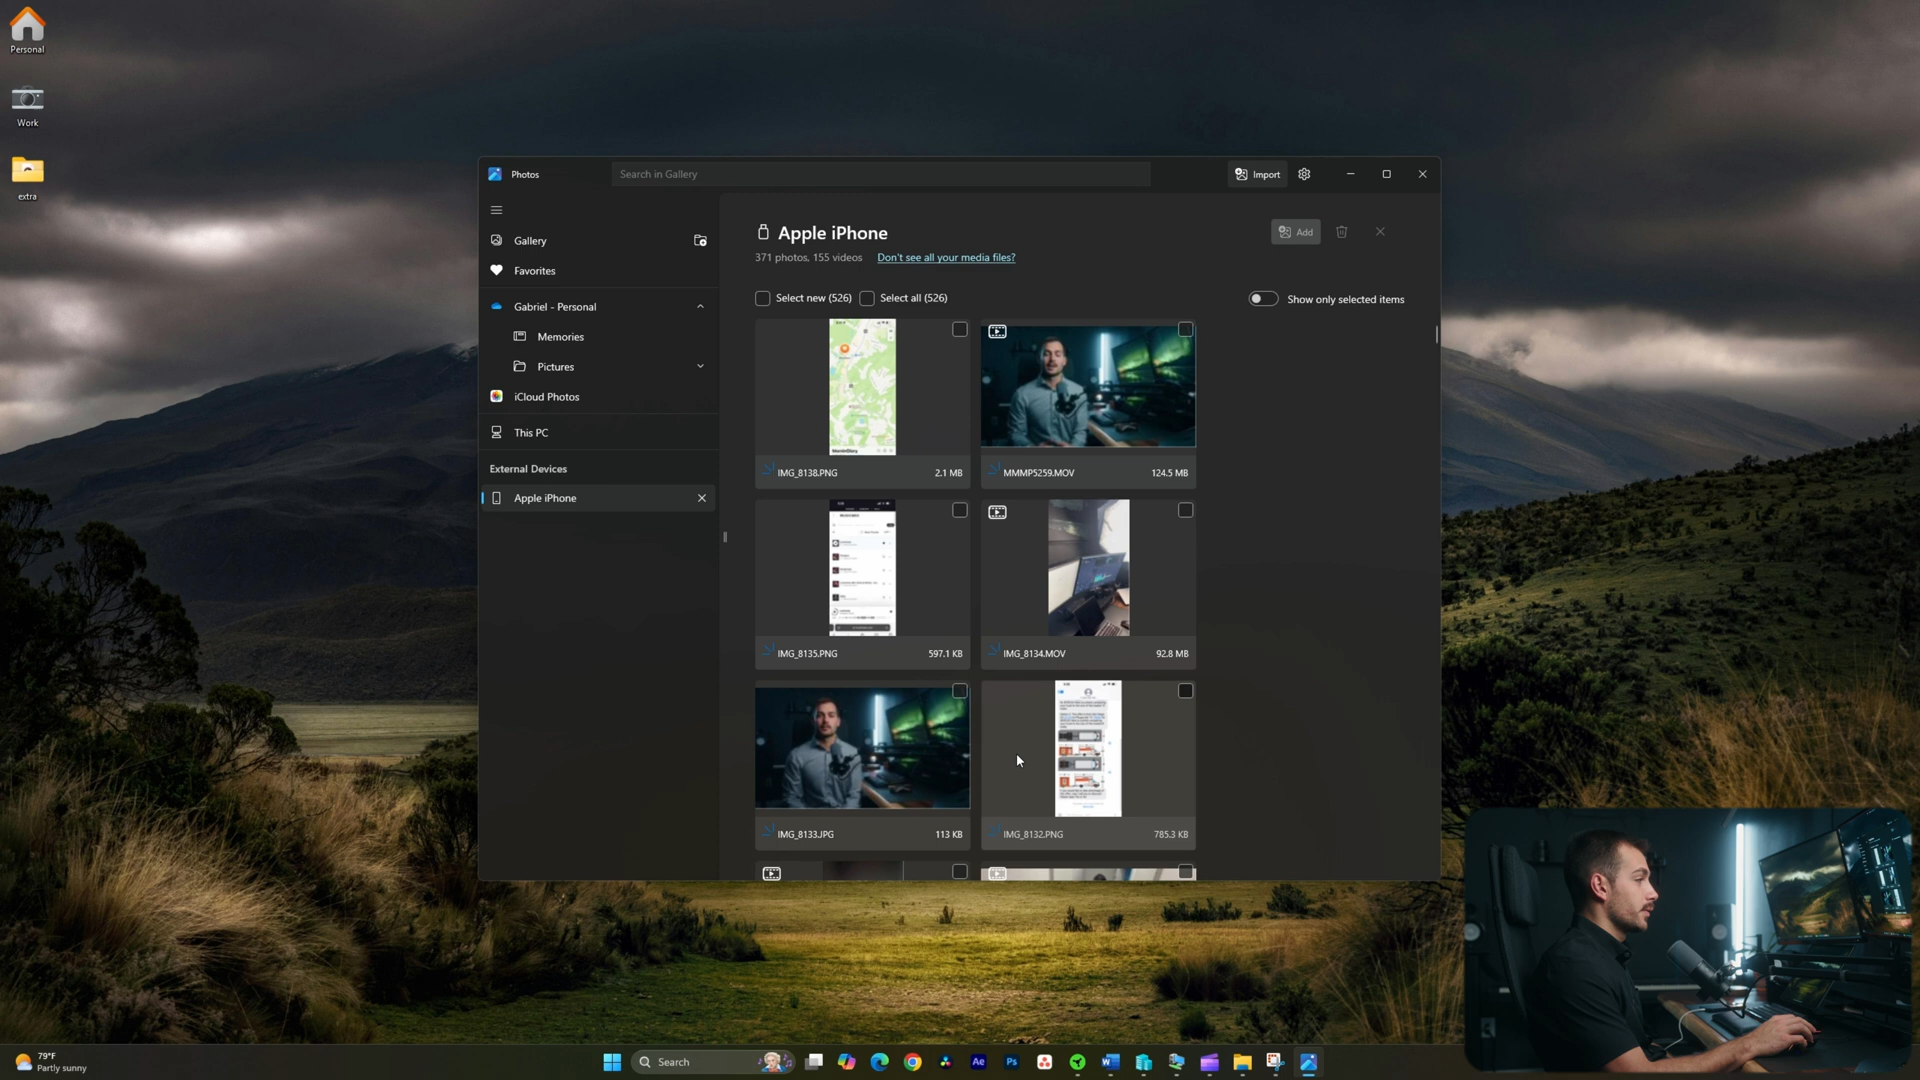 Personal
Work
extra
Photos
Search in Gallery
Import
Gallery
Favorites
Gabriel - Personal
Memories
Pictures
iCloud Photos
This PC
External Devices
Apple iPhone
Apple iPhone
Add
371 photos, 155 videos
Don't see all your media files?
Select new (526)
Select all (526)
Show only selected items
IMG_8138.PNG
2.1 MB
MMMP5259.MOV
124.5 MB
IMG_8135.PNG
597.1 KB
IMG_8134.MOV
92.8 MB
IMG_8133.JPG
113 KB
IMG_8132.PNG
785.3 KB
79°F
Partly sunny
Search
Ae
Ps